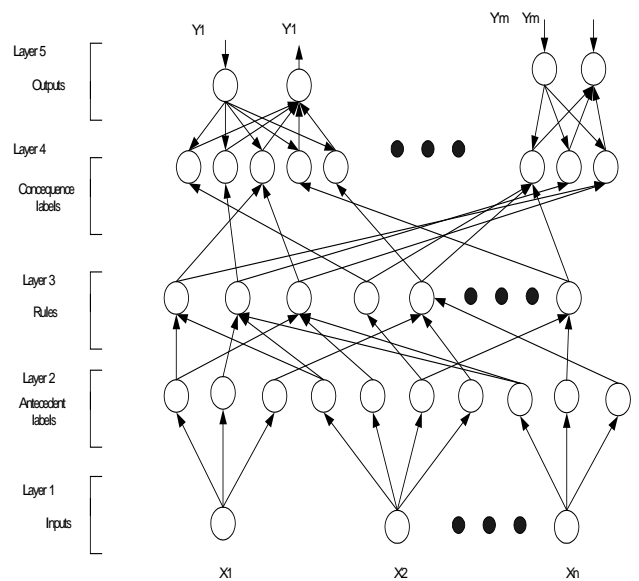 Y1 Y1 Ym Ym
Layer 5
Outputs
Layer 4
Concequence
labels
Layer 3
Rules
Layer 2
Antecedent
labels
Layer 1
Inputs
X1 X2 Xn